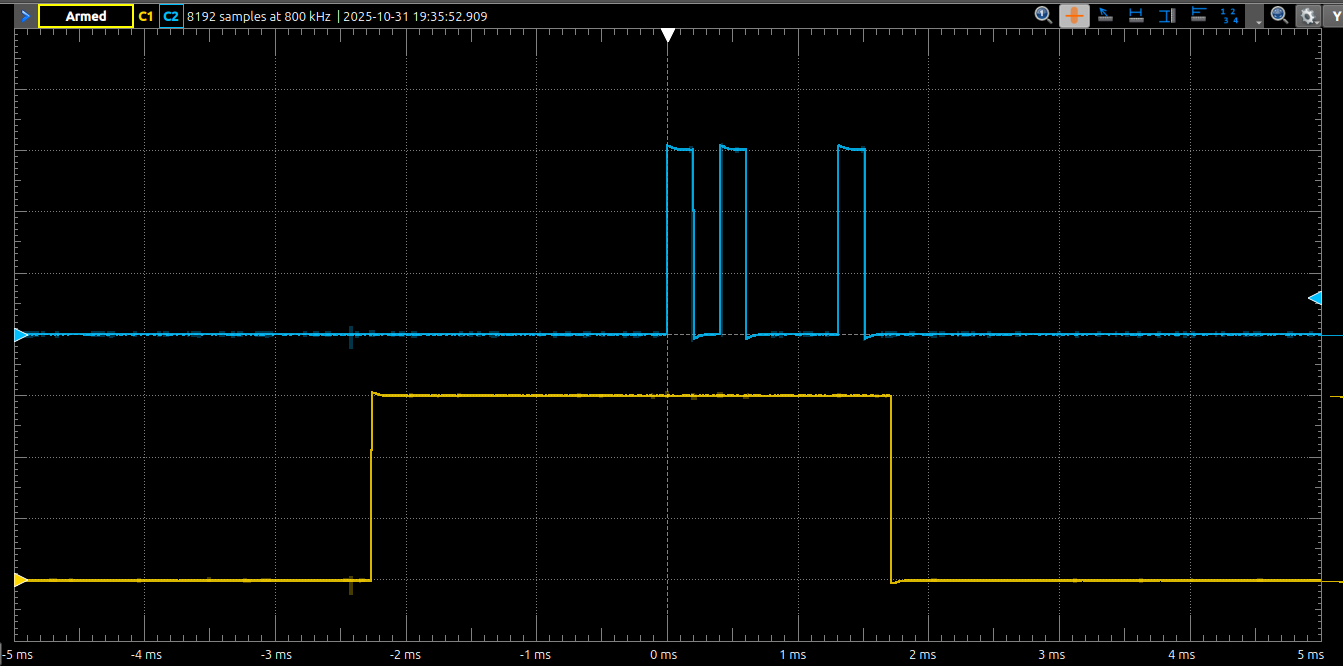 Armed C1 C2 8192 samples at 800 kHz | 2025-10-31 19:35:52.909
1 2
3 4
Y
-5 ms -4 ms -3 ms -2 ms -1 ms 0 ms 1 ms 2 ms 3 ms 4 ms 5 ms